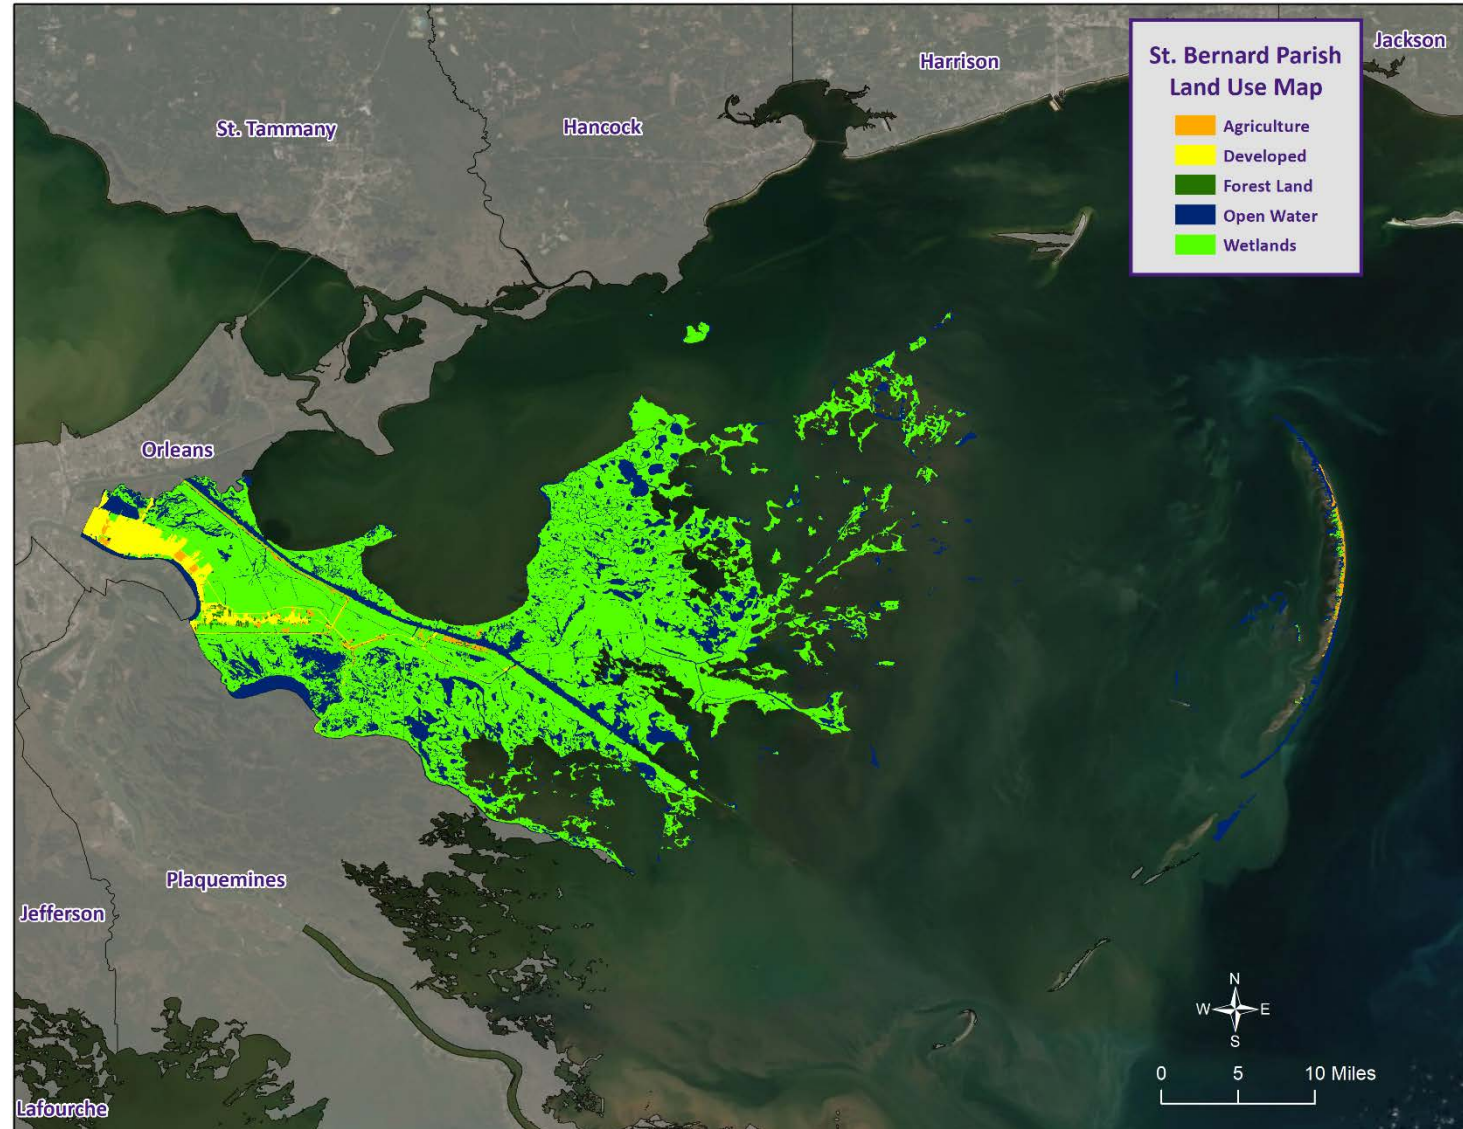 Jackson
Harrison
St. Bernard Parish
Land Use Map
Agriculture
Developed
Forest Land
Open Water
Wetlands
St. Tammany
Hancock
Orleans
Plaquemines
Jefferson
Lafourche
N
W E
S
0 5 10 Miles